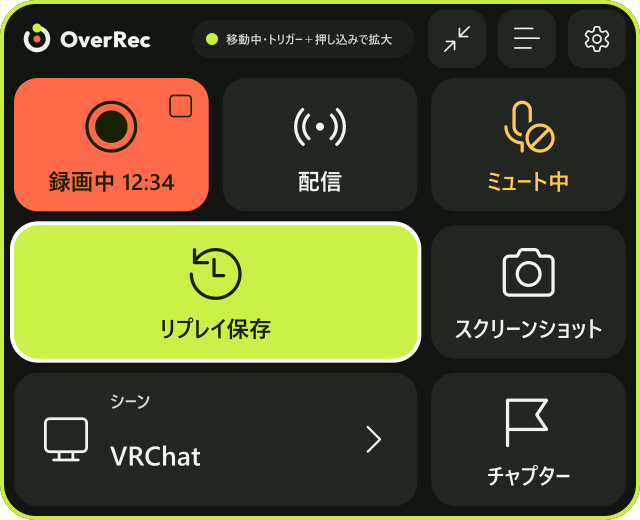 OverRec
移動中・トリガー＋押し込みで拡大
録画中 12:34
配信
ミュート中
リプレイ保存
スクリーンショット
シーン
VRChat
チャプター